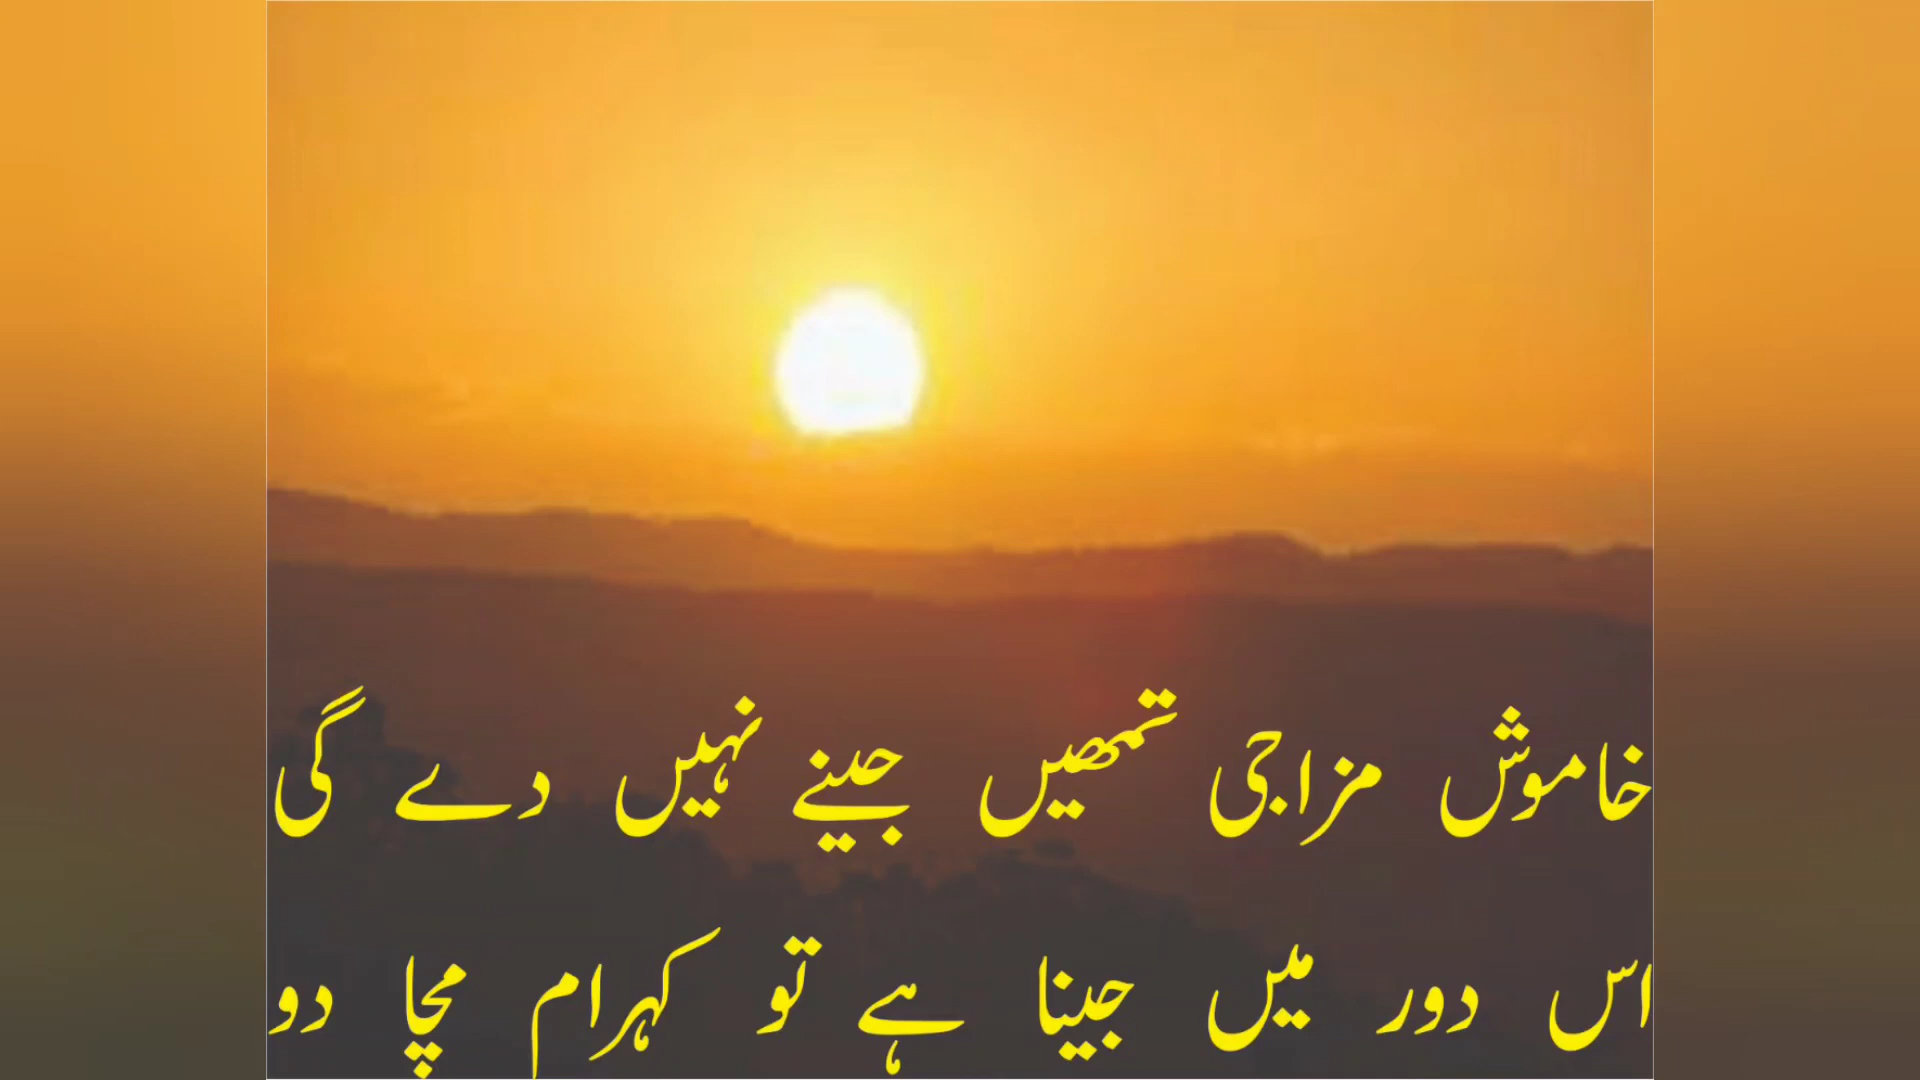 خاموش مزاجی تمھیں جینے نہیں دے گی
اس دور میں جینا ہے تو کہرام مچا دو